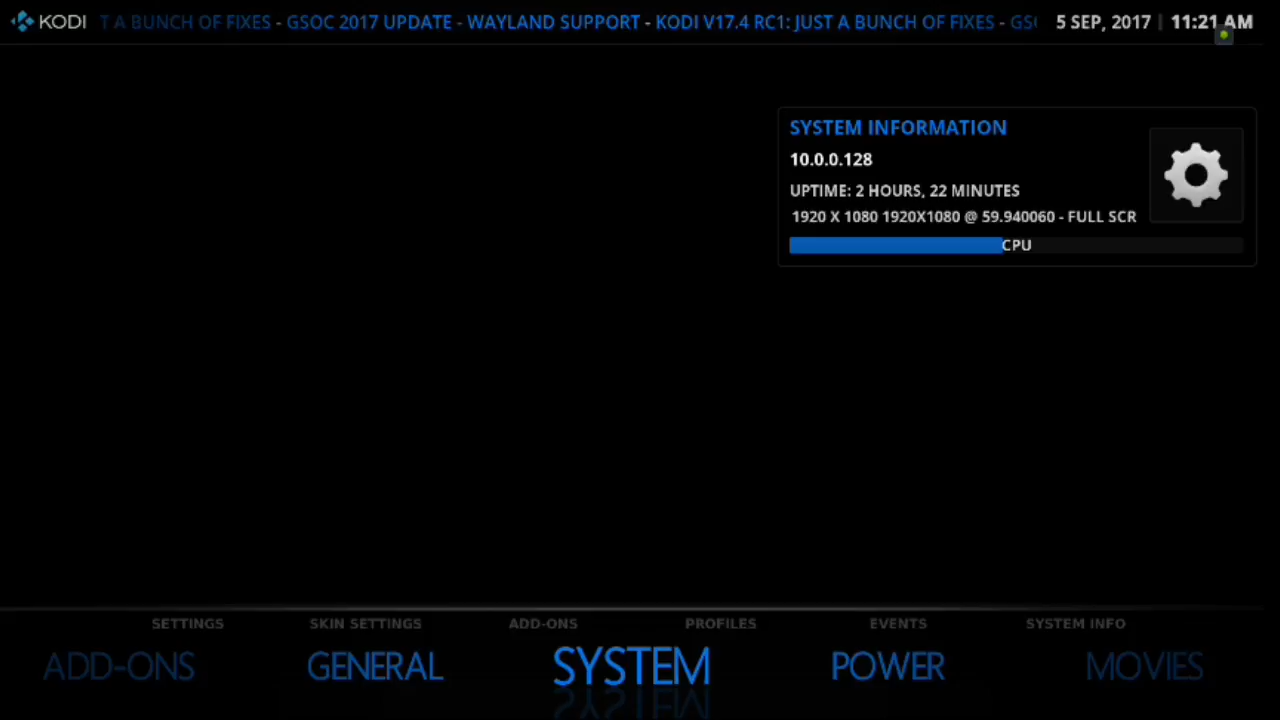 KODI T A BUNCH OF FIXES - GSOC 2017 UPDATE - WAYLAND SUPPORT - KODI V17.4 RC1: JUST A BUNCH OF FIXES - GSO 5 SEP, 2017 | 11:21 AM
SYSTEM INFORMATION
10.0.0.128
UPTIME: 2 HOURS, 22 MINUTES
1920 X 1080 1920X1080 @ 59.940060 - FULL SCR
CPU
SETTINGS SKIN SETTINGS ADD-ONS PROFILES EVENTS SYSTEM INFO
ADD-ONS GENERAL SYSTEM POWER MOVIES